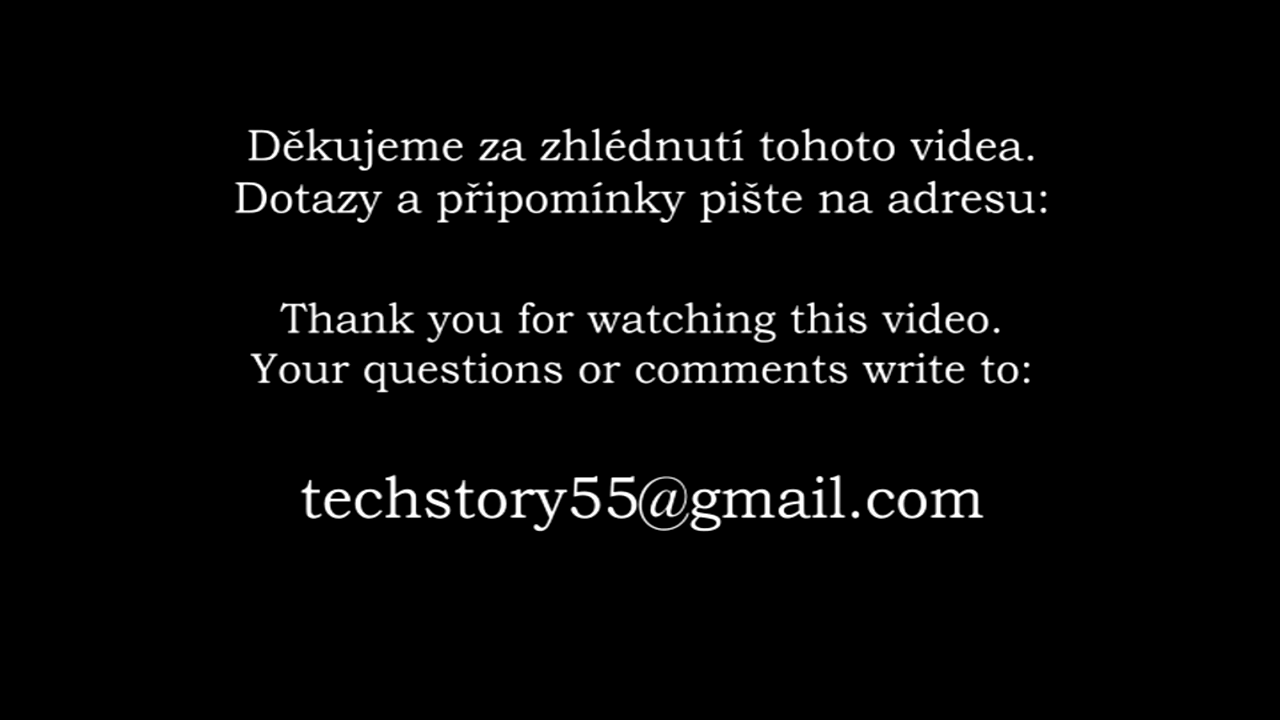 Děkujeme za zhlédnutí tohoto videa.
Dotazy a připomínky pište na adresu:
Thank you for watching this video.
Your questions or comments write to:
techstory55@gmail.com